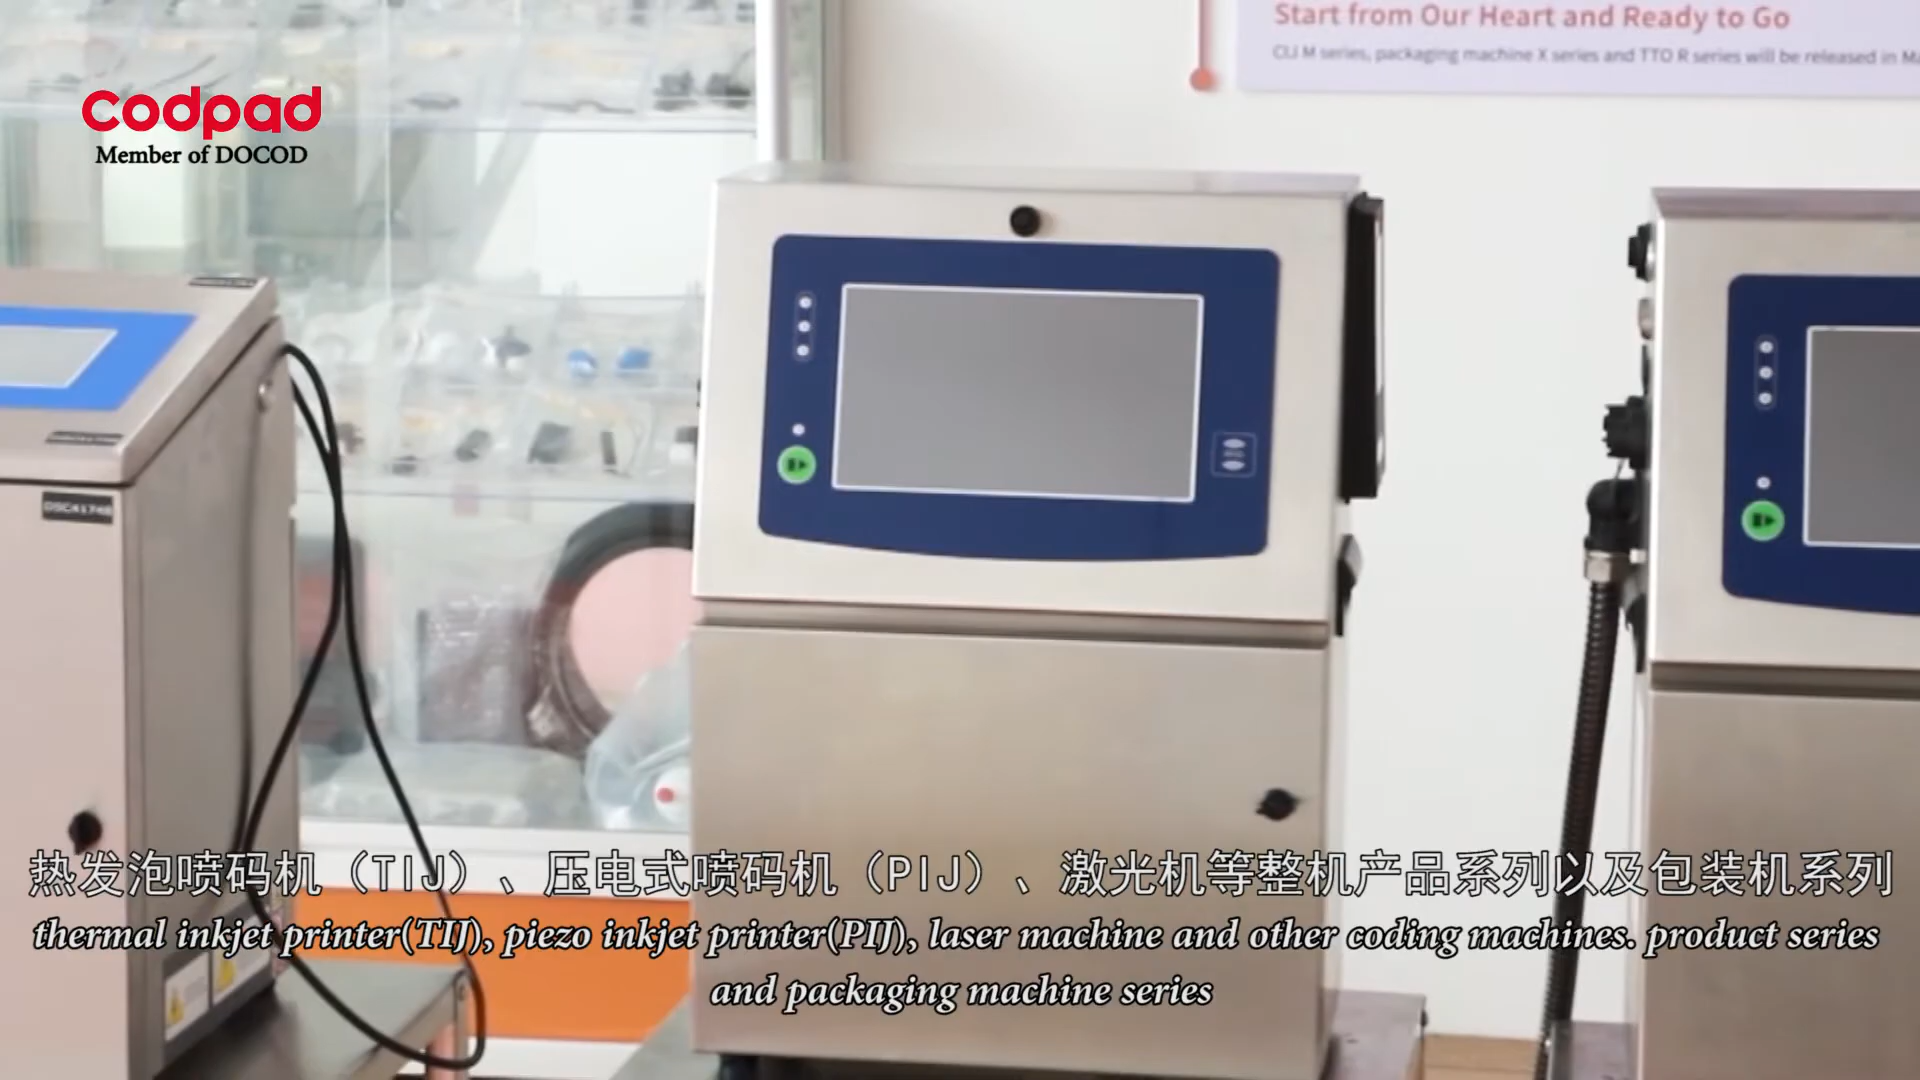 Start from Our Heart and Ready to Go
CIJ M series, packaging machine X series and TTO R series will be released in Ma
codpad
Member of DOCOD
热发泡喷码机（TIJ）、压电式喷码机（PIJ）、激光机等整机产品系列以及包装机系列
thermal inkjet printer(TIJ), piezo inkjet printer(PIJ), laser machine and other coding machines. product series
and packaging machine series